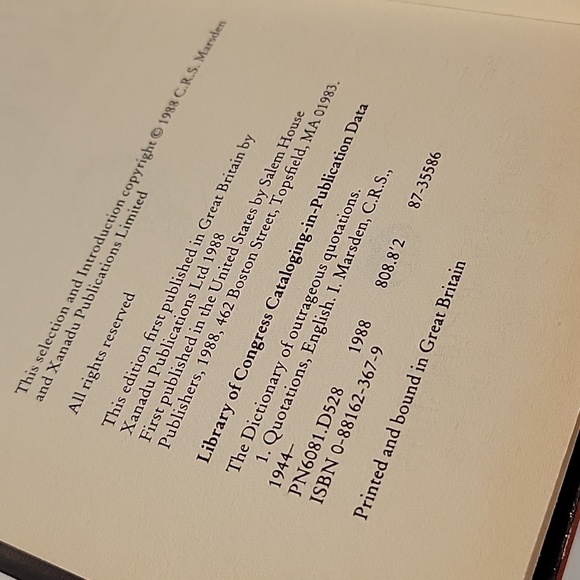 This selection and Introduction copyright © 1988 C.R.S. Marsden
and Xanadu Publications Limited
All rights reserved
This edition first published in Great Britain by
Xanadu Publications Ltd 1988
First published in the United States by Salem House
Publishers, 1988. 462 Boston Street, Topsfield, MA 01983.
Library of Congress Cataloging-in-Publication Data
The Dictionary of outrageous quotations.
1. Quotations, English. I. Marsden, C.R.S.,
1944–
PN6081.D528 1988 808.8'2 87-35586
ISBN 0-88162-367-9
Printed and bound in Great Britain